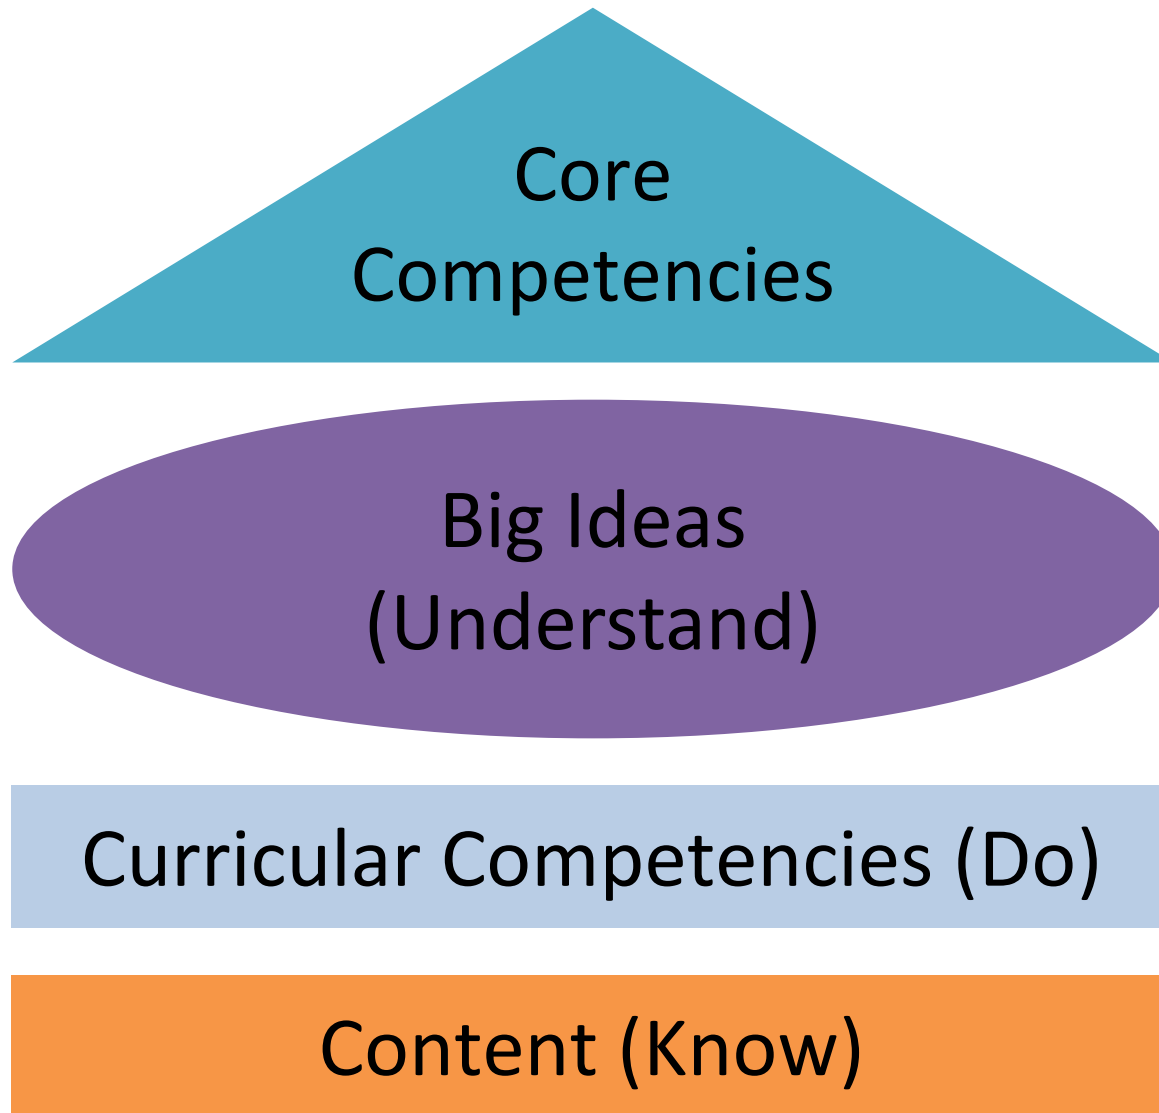 Core
Competencies
Big Ideas
(Understand)
Curricular Competencies (Do)
Content (Know)